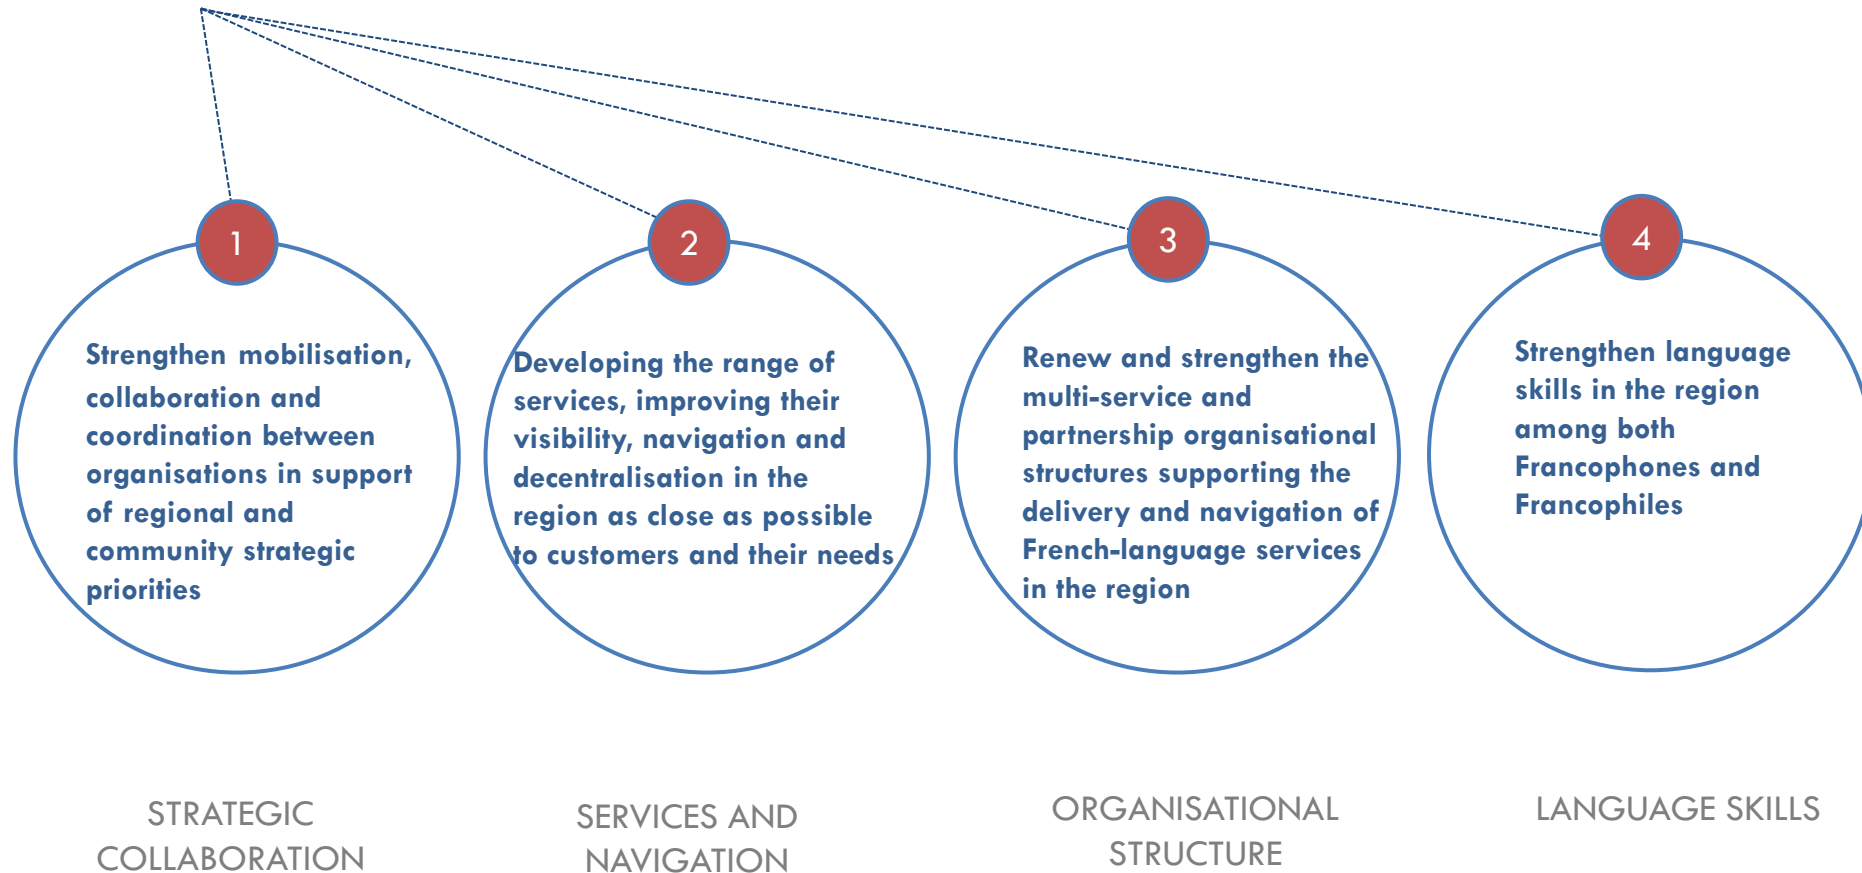 1
Strengthen mobilisation,
collaboration and
coordination between
organisations in support
of regional and
community strategic
priorities
2
Developing the range of
services, improving their
visibility, navigation and
decentralisation in the
region as close as possible
to customers and their needs
3
Renew and strengthen the
multi-service and
partnership organisational
structures supporting the
delivery and navigation of
French-language services
in the region
4
Strengthen language
skills in the region
among both
Francophones and
Francophiles
STRATEGIC
COLLABORATION
SERVICES AND
NAVIGATION
ORGANISATIONAL
STRUCTURE
LANGUAGE SKILLS